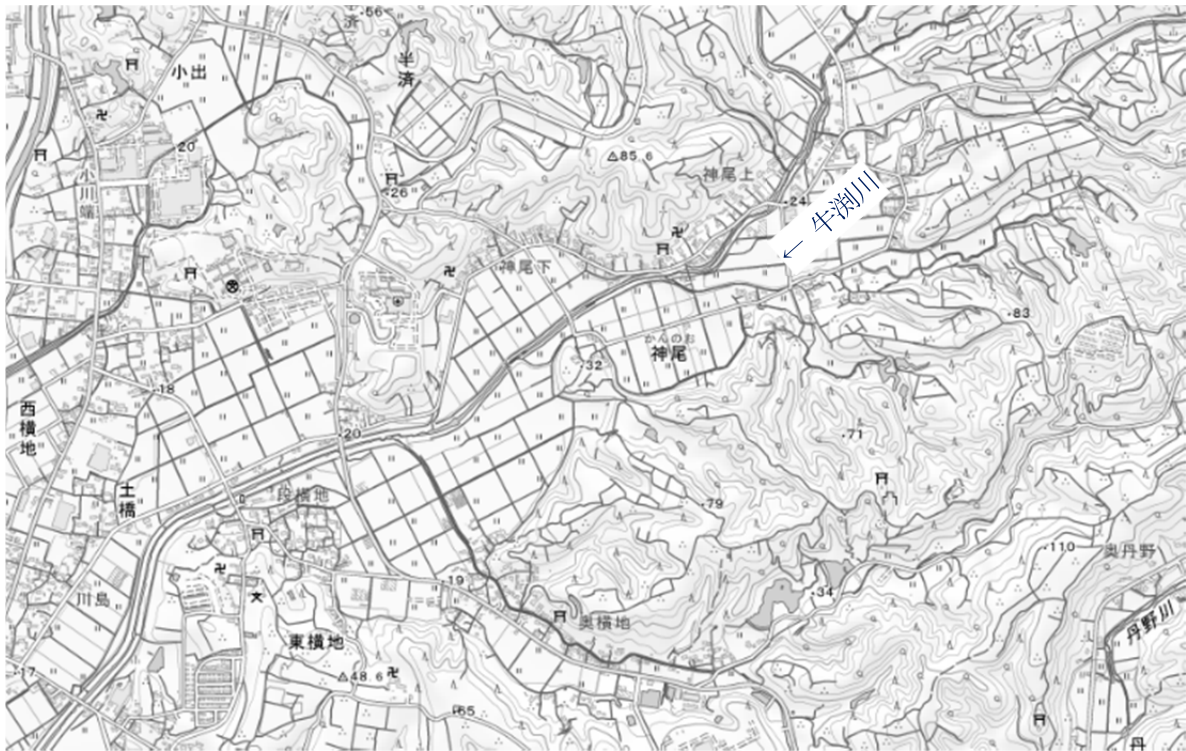 済
・56
半済
小出
20
小川端
△85.6
神尾上
・26
・24
← 牛渕川
神尾下
・83
かんのお
神尾
・32
・18
西横地
・71
・20
土橋
段横地
・79
・110
奥丹野
・19
・34
川島
奥横地
丹野川
東横地
・17
△48.6
65
丹